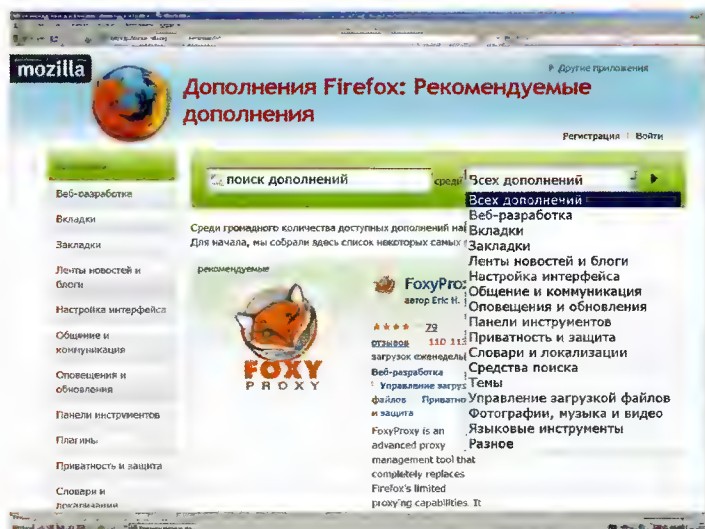 mozilla
Другие приложения
Дополнения Firefox: Рекомендуемые
дополнения
Регистрация | Войти
поиск дополнений
среди
Всех дополнений
Всех дополнений
Веб-разработка
Вкладки
Закладки
Ленты новостей и блоги
Настройка интерфейса
Общение и коммуникация
Оповещения и обновления
Панели инструментов
Приватность и защита
Словари и локализации
Средства поиска
Темы
Управление загрузкой файлов
Фотографии, музыка и видео
Языковые инструменты
Разное
Веб-разработка
Вкладки
Закладки
Ленты новостей и
блоги
Настройка интерфейса
Общение и
коммуникация
Оповещения и
обновления
Панели инструментов
Плагины
Приватность и защита
Словари и
локализации
Среди громадного количества доступных дополнений
Для начала, мы собрали здесь список некоторых самых
рекомендуемые
FOXY
PROXY
FoxyPro
автор Eric H.
79
отзывов 110 113
загрузок еженедель
Веб-разработка
Управление загруз
файлов Приватно
и защита
FoxyProxy is an
advanced proxy
management tool that
completely replaces
Firefox's limited
proxying capabilities. It